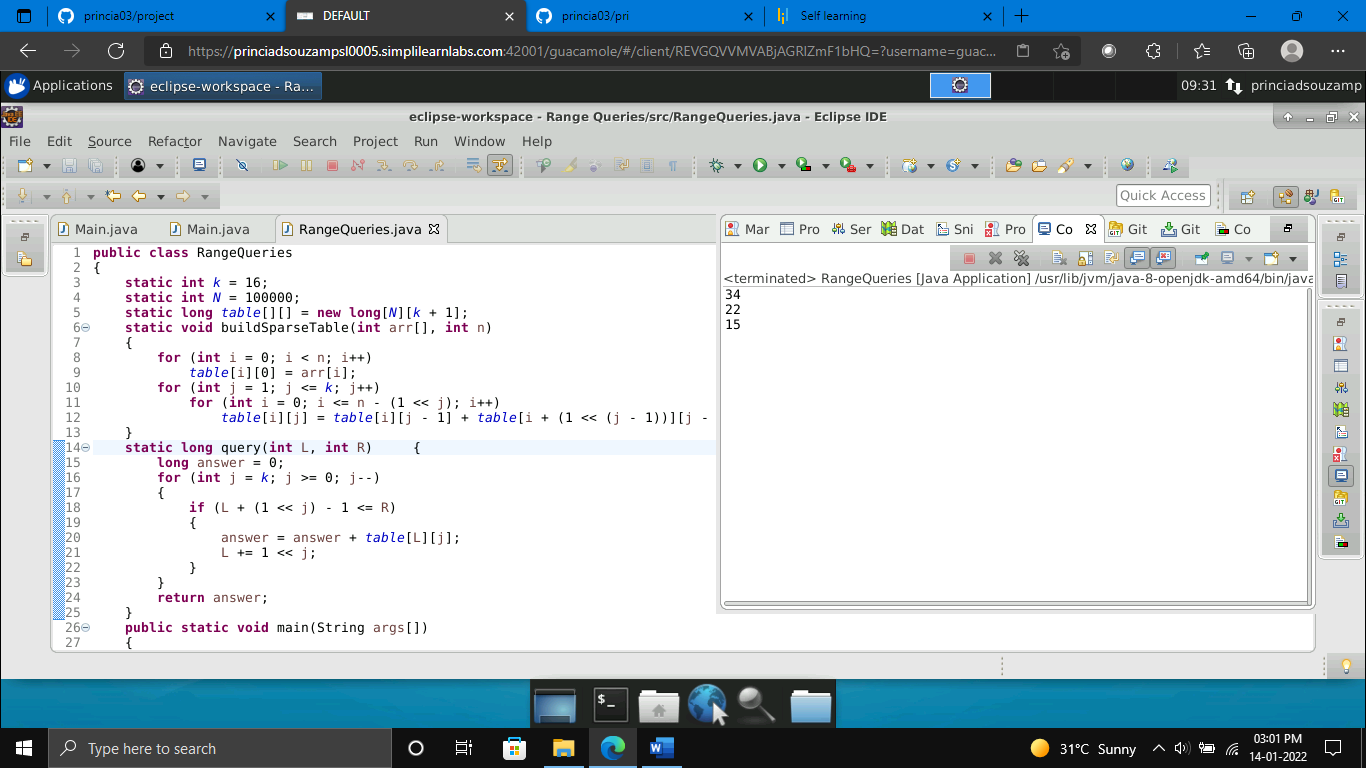 princia03/project
DEFAULT
princia03/pri
Self learning
https://princiadsouzampsl0005.simplilearnlabs.com:42001/guacamole/#/client/REVGQVVMVABjAGRlZmF1bHQ=?username=guac...
Applications
eclipse-workspace - Ra...
09:31
princiadsouzamp
eclipse-workspace - Range Queries/src/RangeQueries.java - Eclipse IDE
File Edit Source Refactor Navigate Search Project Run Window Help
Quick Access
Main.java
Main.java
RangeQueries.java
Mar Pro Ser Dat Sni Pro Co Git Git Co
1 public class RangeQueries
2 {
3 static int k = 16;
4 static int N = 100000;
5 static long table[][] = new long[N][k + 1];
6 static void buildSparseTable(int arr[], int n)
7 {
8 for (int i = 0; i < n; i++)
9 table[i][0] = arr[i];
10 for (int j = 1; j <= k; j++)
11 for (int i = 0; i <= n - (1 << j); i++)
12 table[i][j] = table[i][j - 1] + table[i + (1 << (j - 1))][j -
13 }
14 static long query(int L, int R) {
15 long answer = 0;
16 for (int j = k; j >= 0; j--)
17 {
18 if (L + (1 << j) - 1 <= R)
19 {
20 answer = answer + table[L][j];
21 L += 1 << j;
22 }
23 }
24 return answer;
25 }
26 public static void main(String args[])
27 {
<terminated> RangeQueries [Java Application] /usr/lib/jvm/java-8-openjdk-amd64/bin/java
34
22
15
Type here to search
31°C Sunny
03:01 PM
14-01-2022